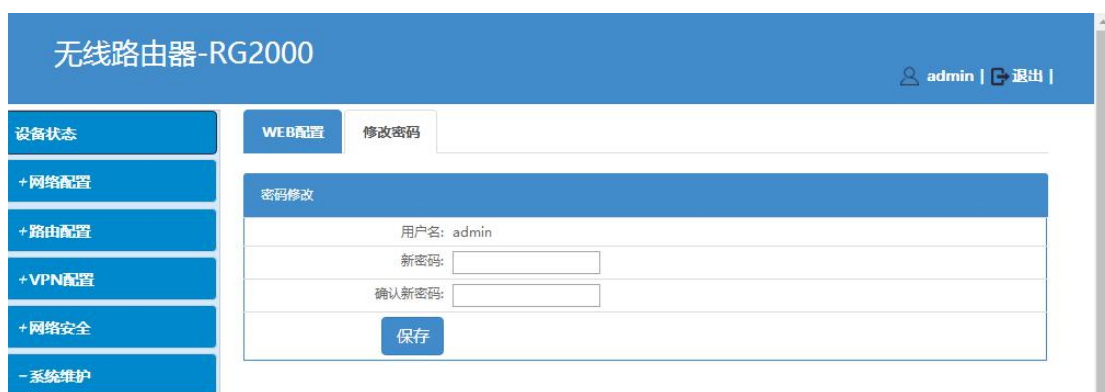 无线路由器-RG2000
admin | 退出 |
设备状态
+网络配置
+路由配置
+VPN配置
+网络安全
-系统维护
WEB配置 修改密码
密码修改
用户名: admin
新密码:
确认新密码:
保存